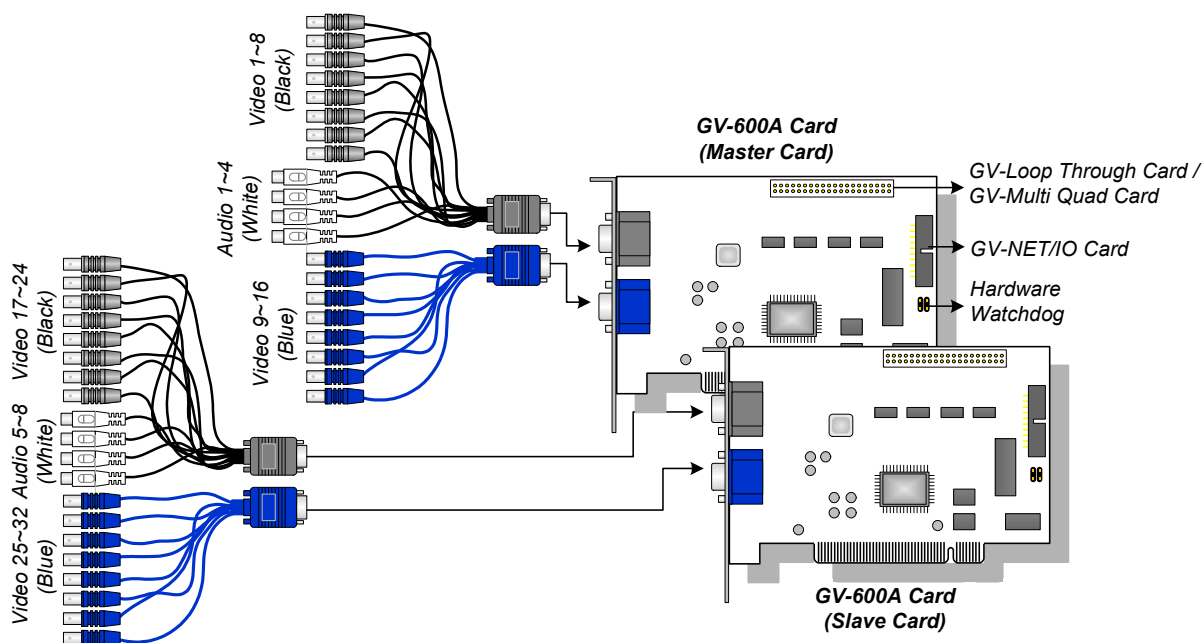 Video 1~8
(Black)
Audio 1~4
(White)
Video 9~16
(Blue)
GV-600A Card
(Master Card)
GV-Loop Through Card /
GV-Multi Quad Card
GV-NET/IO Card
Hardware
Watchdog
Video 17~24
(Black)
Audio 5~8
(White)
Video 25~32
(Blue)
GV-600A Card
(Slave Card)